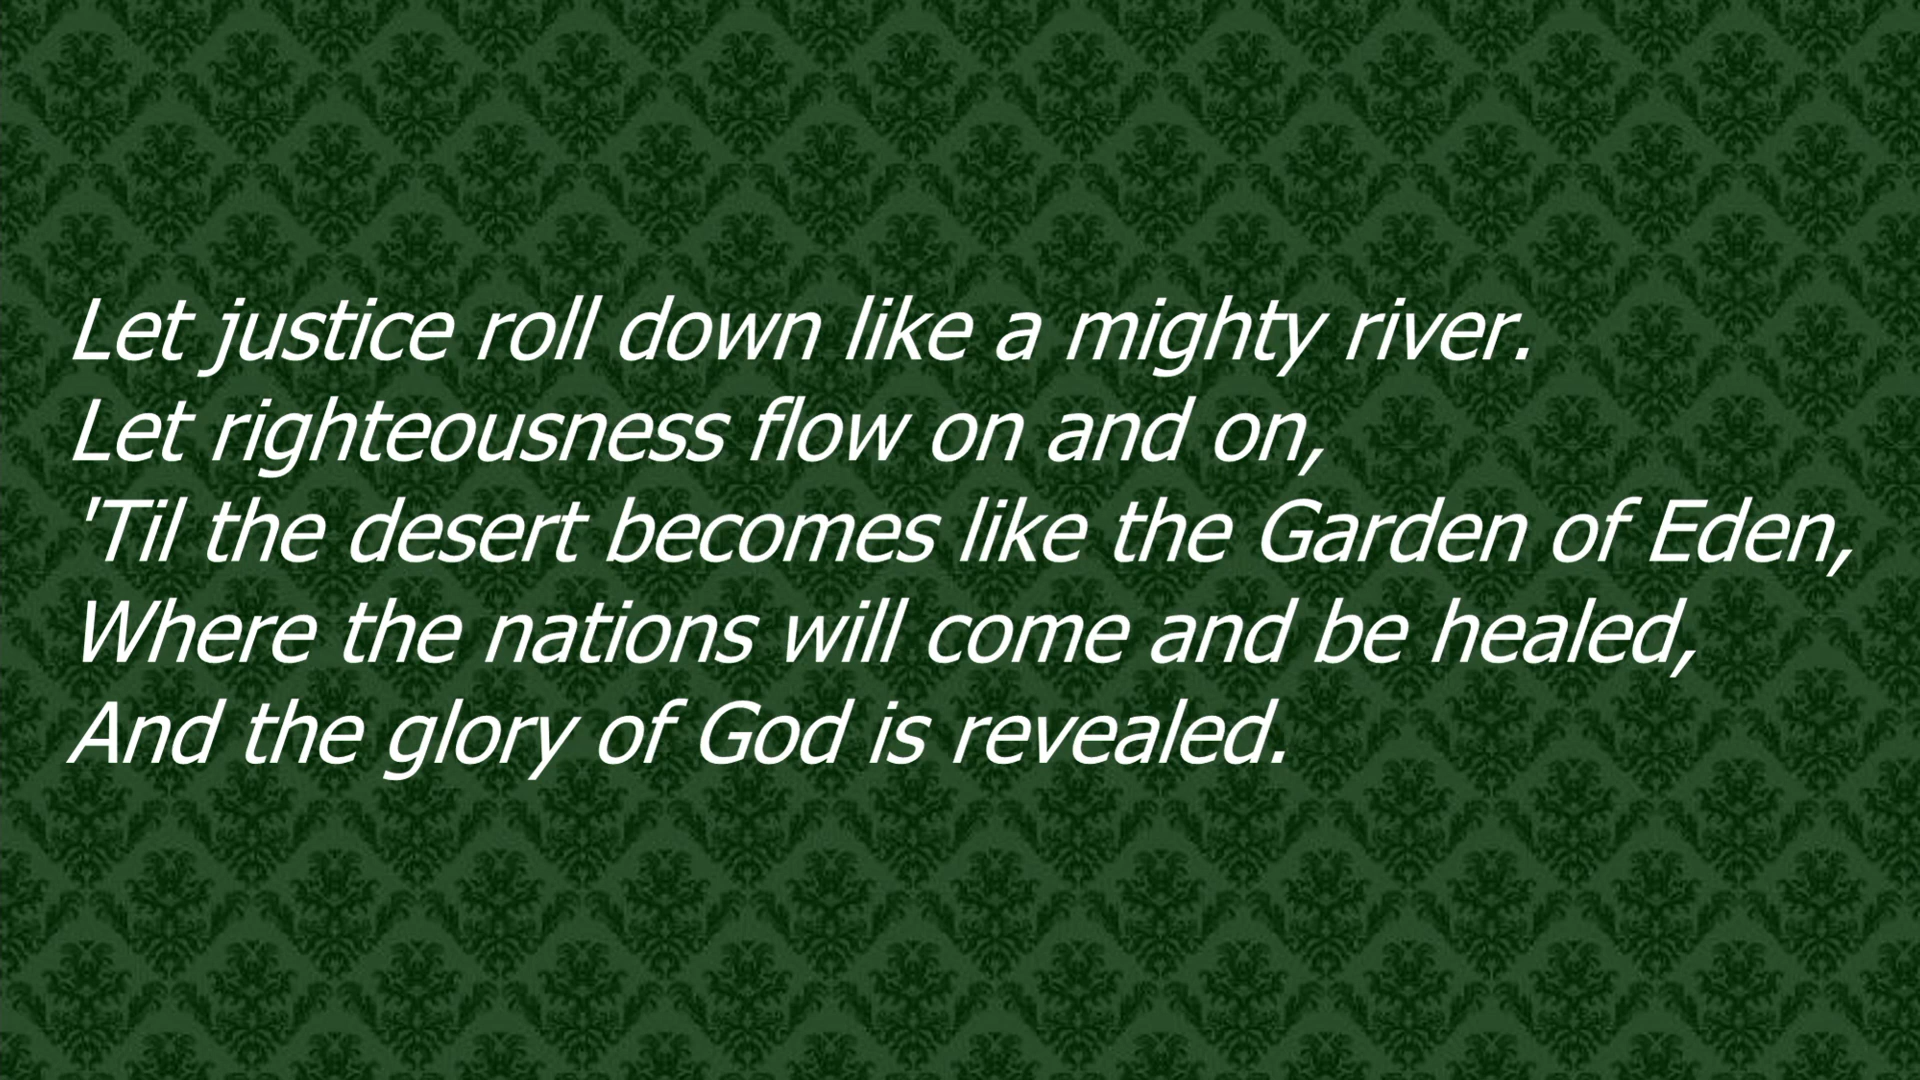 Let justice roll down like a mighty river.
Let righteousness flow on and on,
'Til the desert becomes like the Garden of Eden,
Where the nations will come and be healed,
And the glory of God is revealed.